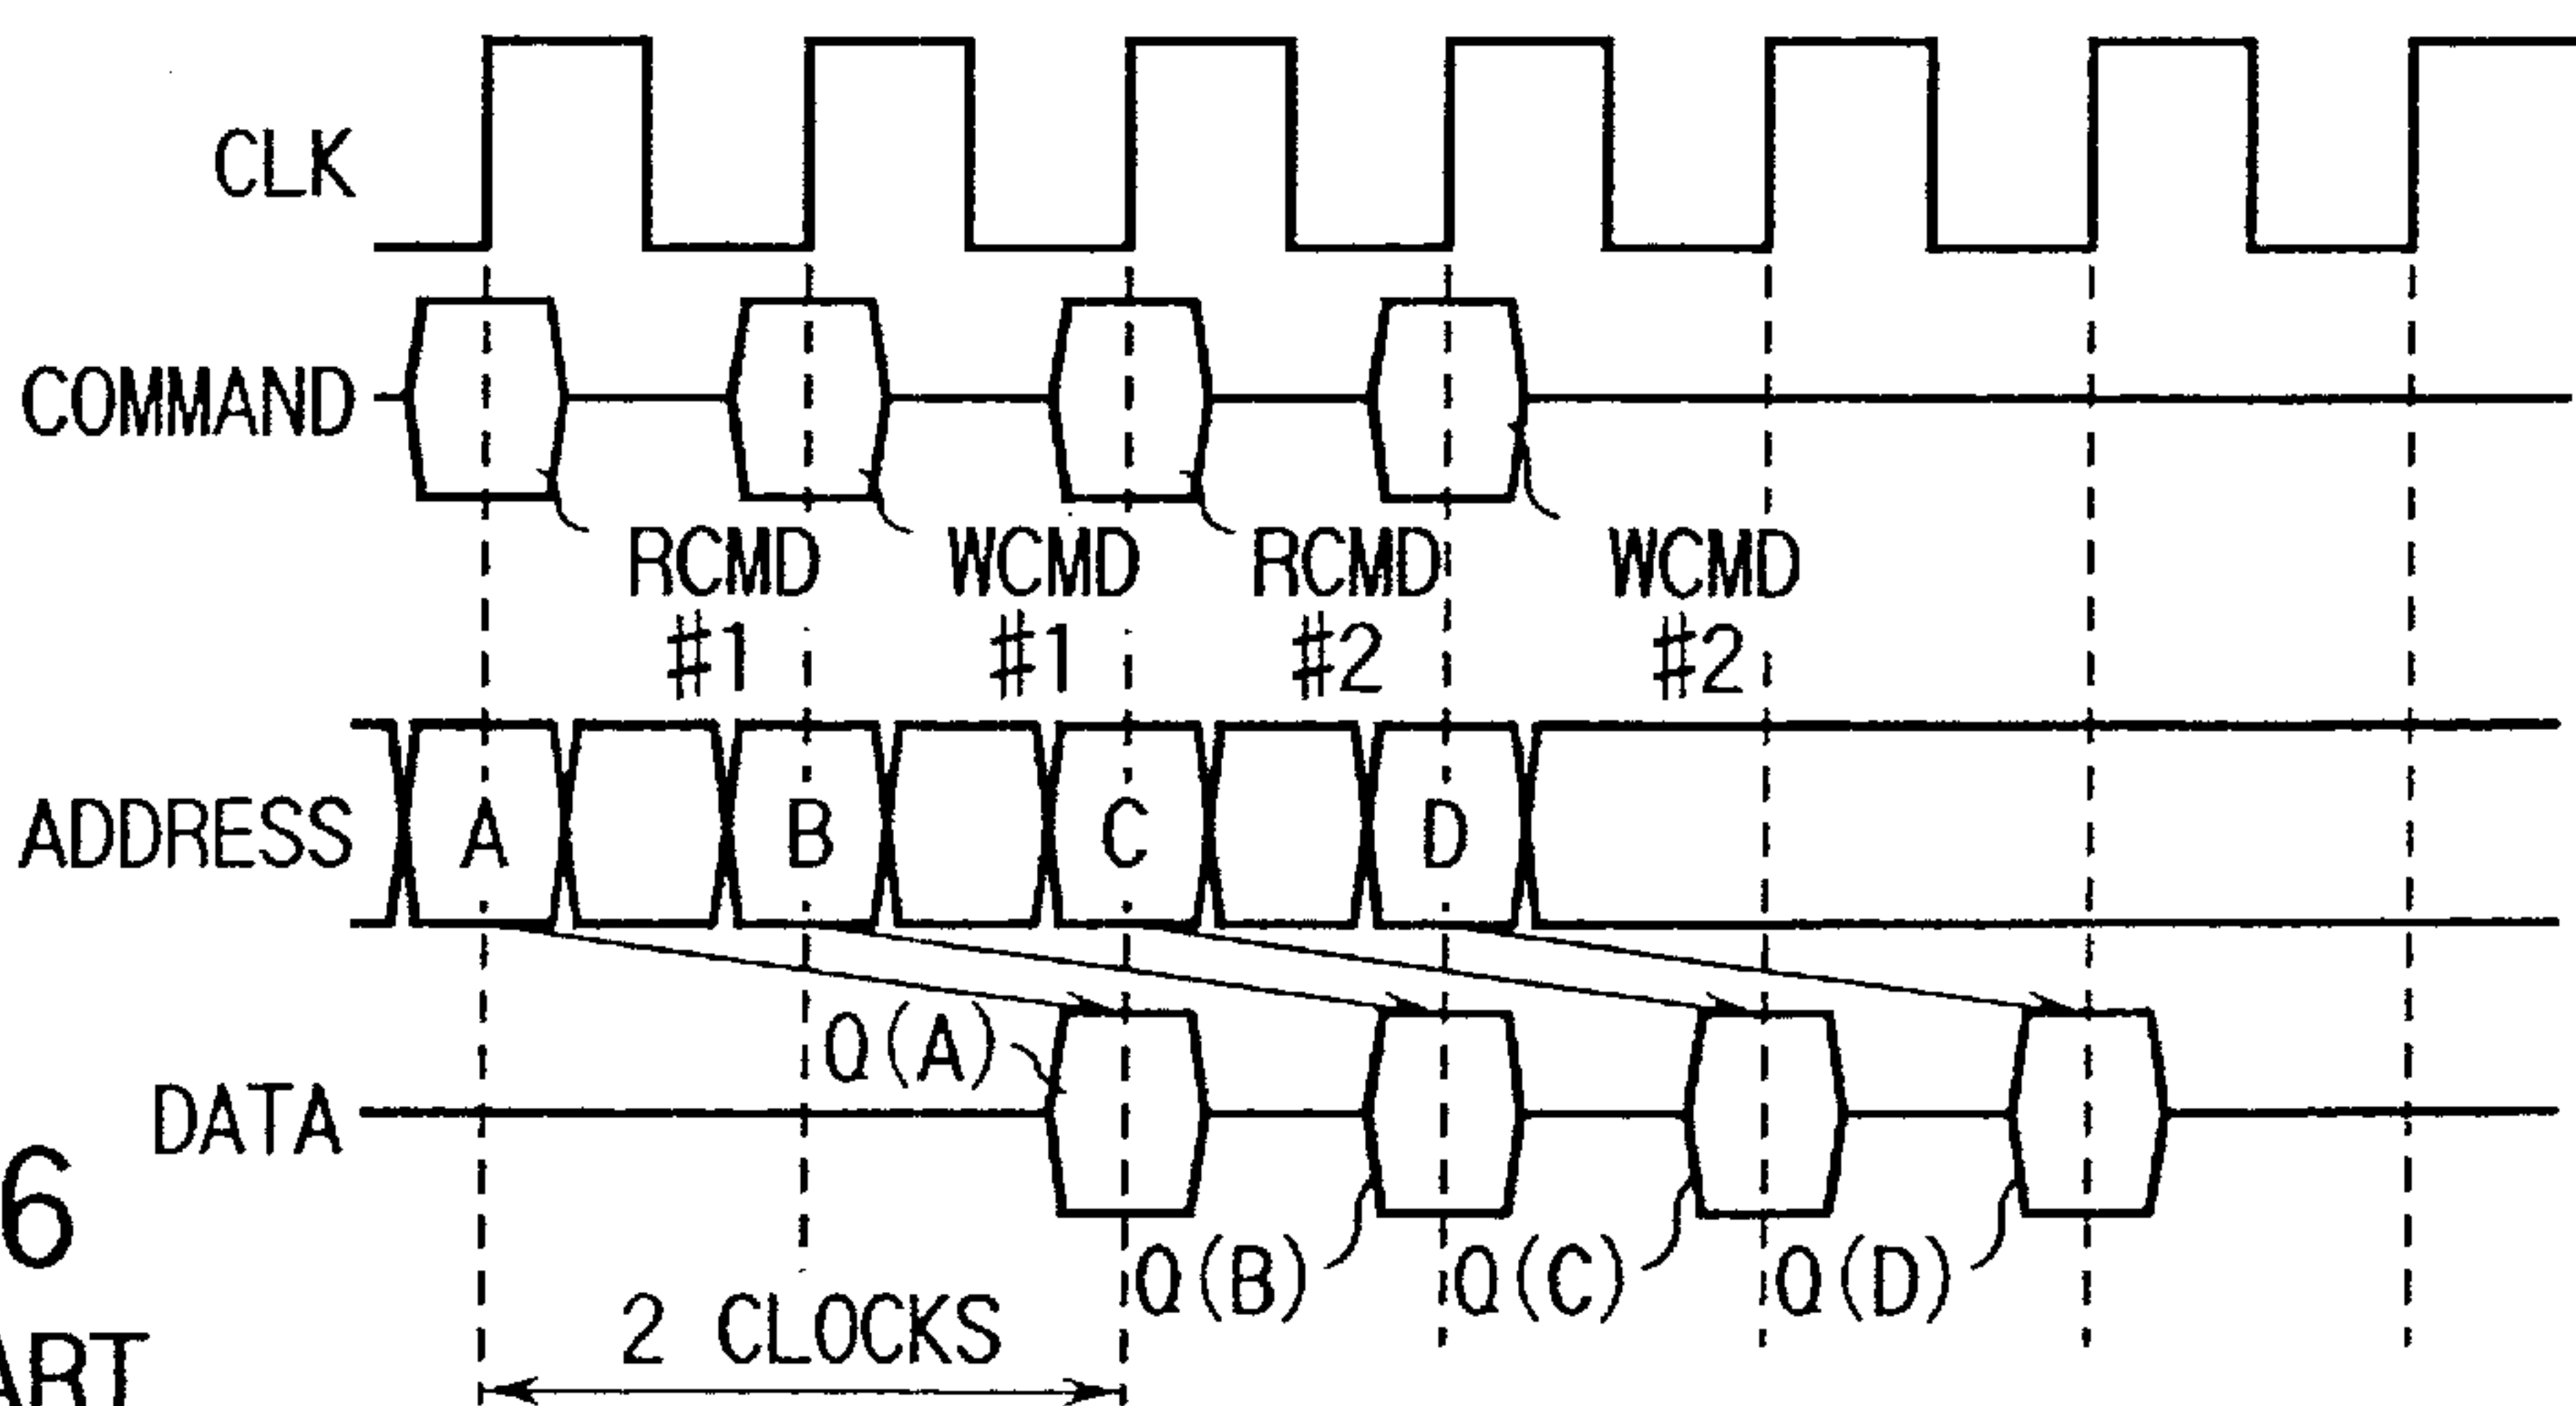 CLK
COMMAND
RCMD
#1
WCMD
#1
RCMD
#2
WCMD
#2
ADDRESS A B C D
Q(A)
DATA
6
Q(B) Q(C) Q(D)
2 CLOCKS
ART